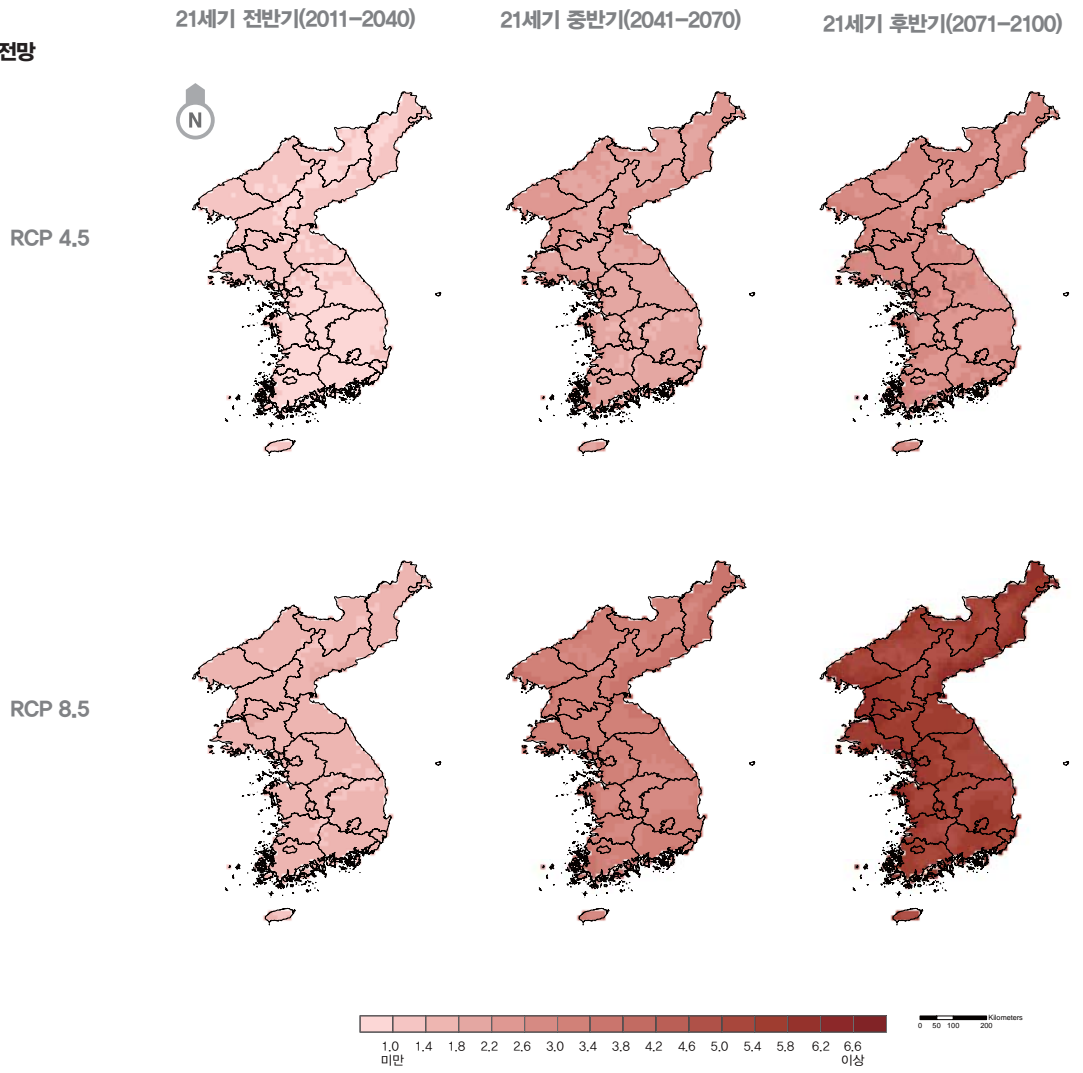 21세기 전반기(2011-2040) 21세기 중반기(2041-2070) 21세기 후반기(2071-2100)
전망
N
RCP 4.5
RCP 8.5
1.0 1.4 1.8 2.2 2.6 3.0 3.4 3.8 4.2 4.6 5.0 5.4 5.8 6.2 6.6
미만 이상
Kilometers
0 50 100 200